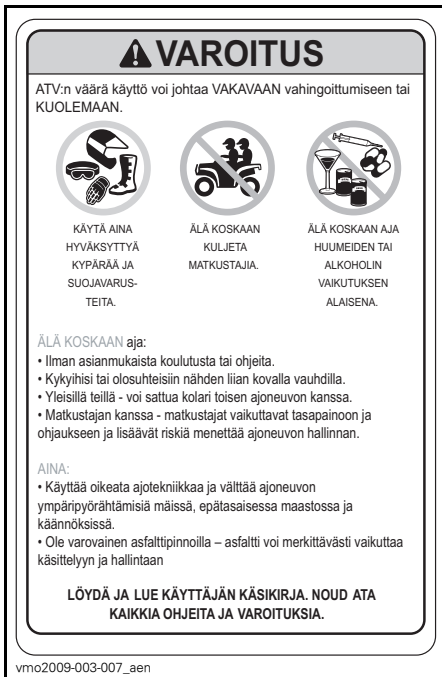 VAROITUS
ATV:n väärä käyttö voi johtaa VAKAVAAN vahingoittumiseen tai
KUOLEMAAN.
KÄYTÄ AINA
HYVÄKSYTTYÄ
KYPÄRÄÄ JA
SUOJAVARUS-
TEITA.
ÄLÄ KOSKAAN
KULJETA
MATKUSTAJIA.
ÄLÄ KOSKAAN AJA
HUUMEIDEN TAI
ALKOHOLIN
VAIKUTUKSEN
ALAISENA.
ÄLÄ KOSKAAN aja:
• Ilman asianmukaista koulutusta tai ohjeita.
• Kykyihisi tai olosuhteisiin nähden liian kovalla vauhdilla.
• Yleisillä teillä - voi sattua kolari toisen ajoneuvon kanssa.
• Matkustajan kanssa - matkustajat vaikuttavat tasapainoon ja
ohjaukseen ja lisäävät riskiä menettää ajoneuvon hallinnan.
AINA:
• Käyttää oikeata ajotekniikkaa ja välttää ajoneuvon
ympäripyörähtämisiä mäissä, epätasaisessa maastossa ja
käännöksissä.
• Ole varovainen asfalttipinnoilla – asfaltti voi merkittävästi vaikuttaa
käsittelyyn ja hallintaan
LÖYDÄ JA LUE KÄYTTÄJÄN KÄSIKIRJA. NOUD ATA
KAIKKIA OHJEITA JA VAROITUKSIA.
vmo2009-003-007_aen